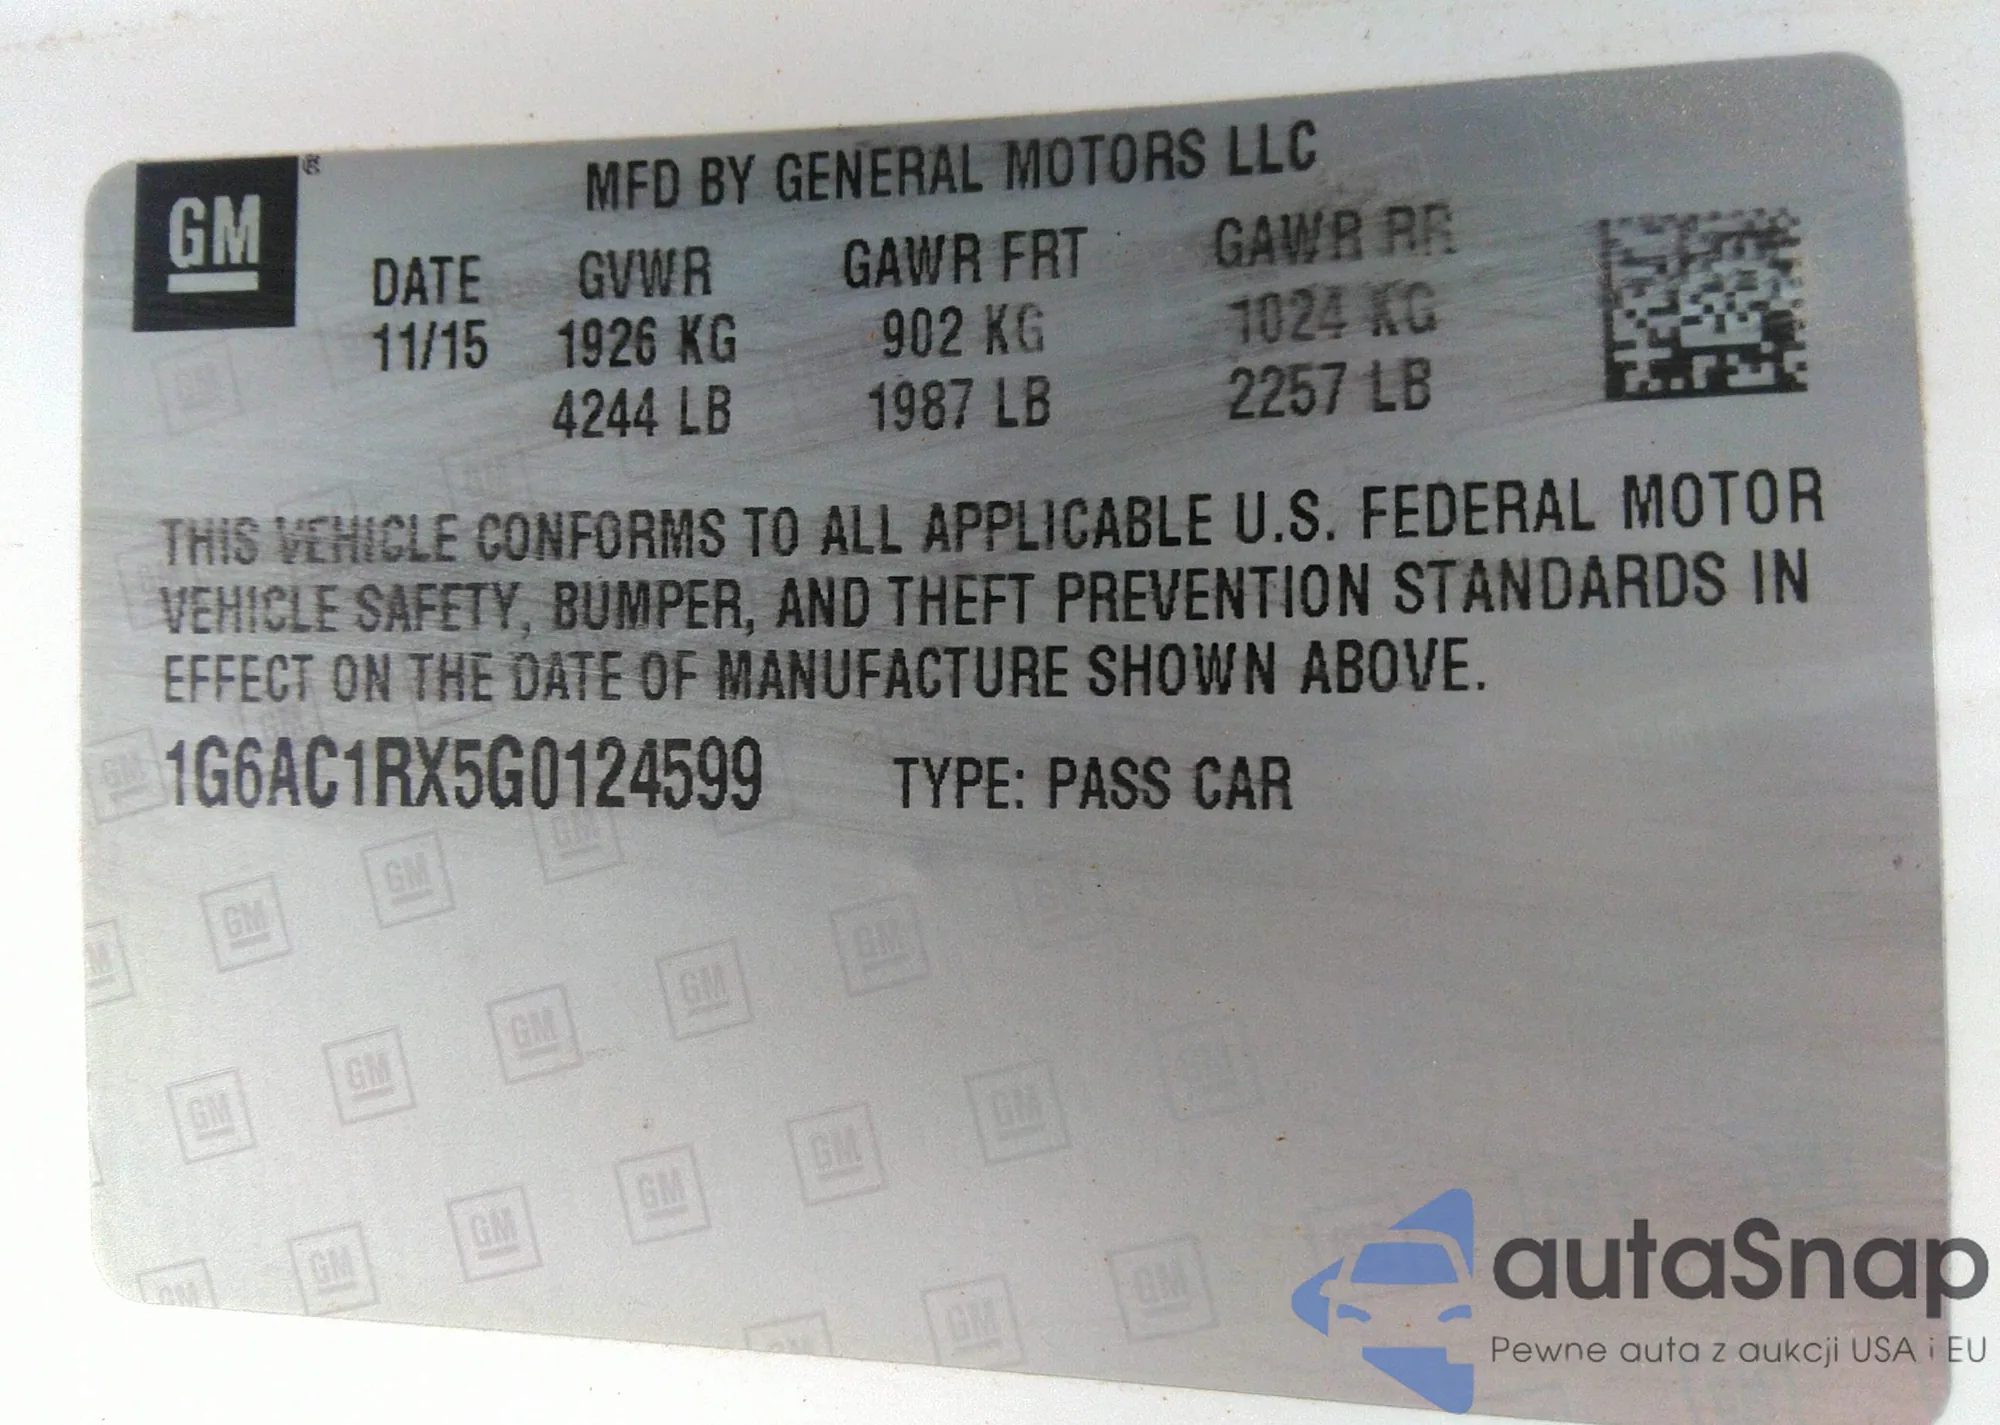 GM ®
MFD BY GENERAL MOTORS LLC
DATE GVWR GAWR FRT GAWR RR
11/15 1926 KG 902 KG 1024 KG
4244 LB 1987 LB 2257 LB
THIS VEHICLE CONFORMS TO ALL APPLICABLE U.S. FEDERAL MOTOR
VEHICLE SAFETY, BUMPER, AND THEFT PREVENTION STANDARDS IN
EFFECT ON THE DATE OF MANUFACTURE SHOWN ABOVE.
1G6AC1RX5G0124599 TYPE: PASS CAR
autaSnap
Pewne auta z aukcji USA i EU